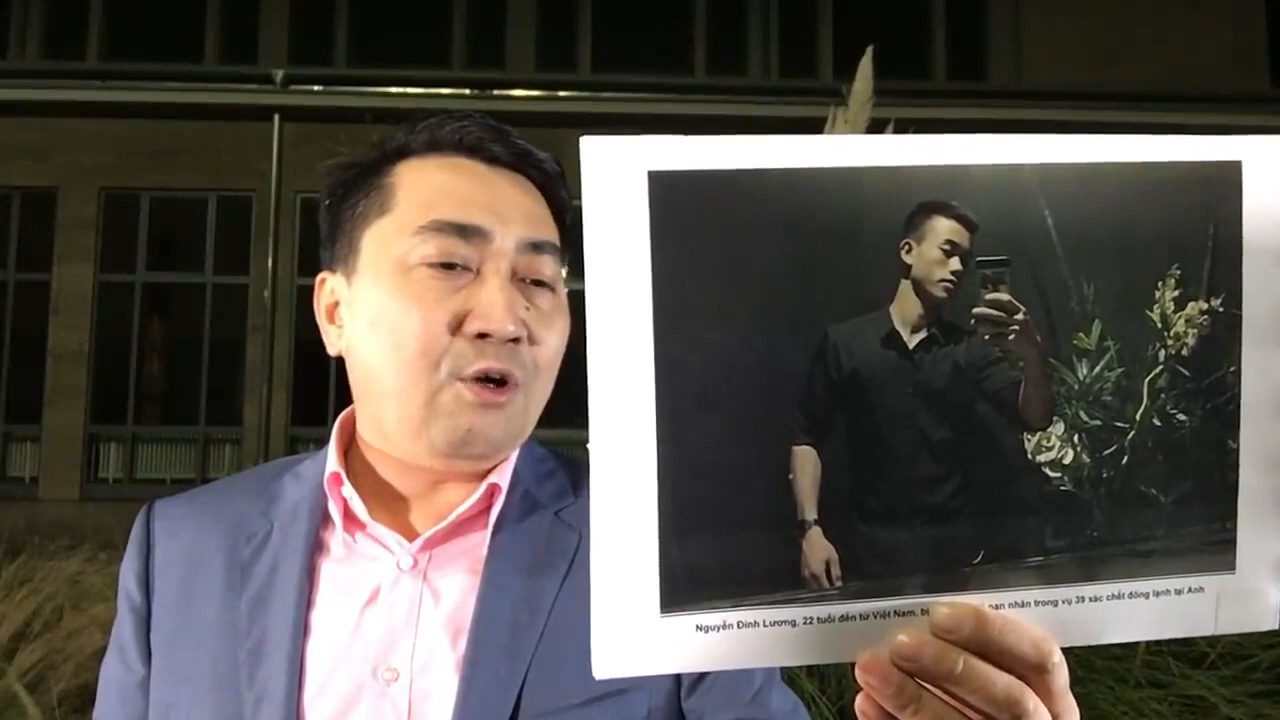 Nguyễn Đình Lương, 22 tuổi đến từ Việt Nam, bị nạn nhân trong vụ 39 xác chết đông lạnh tại Anh